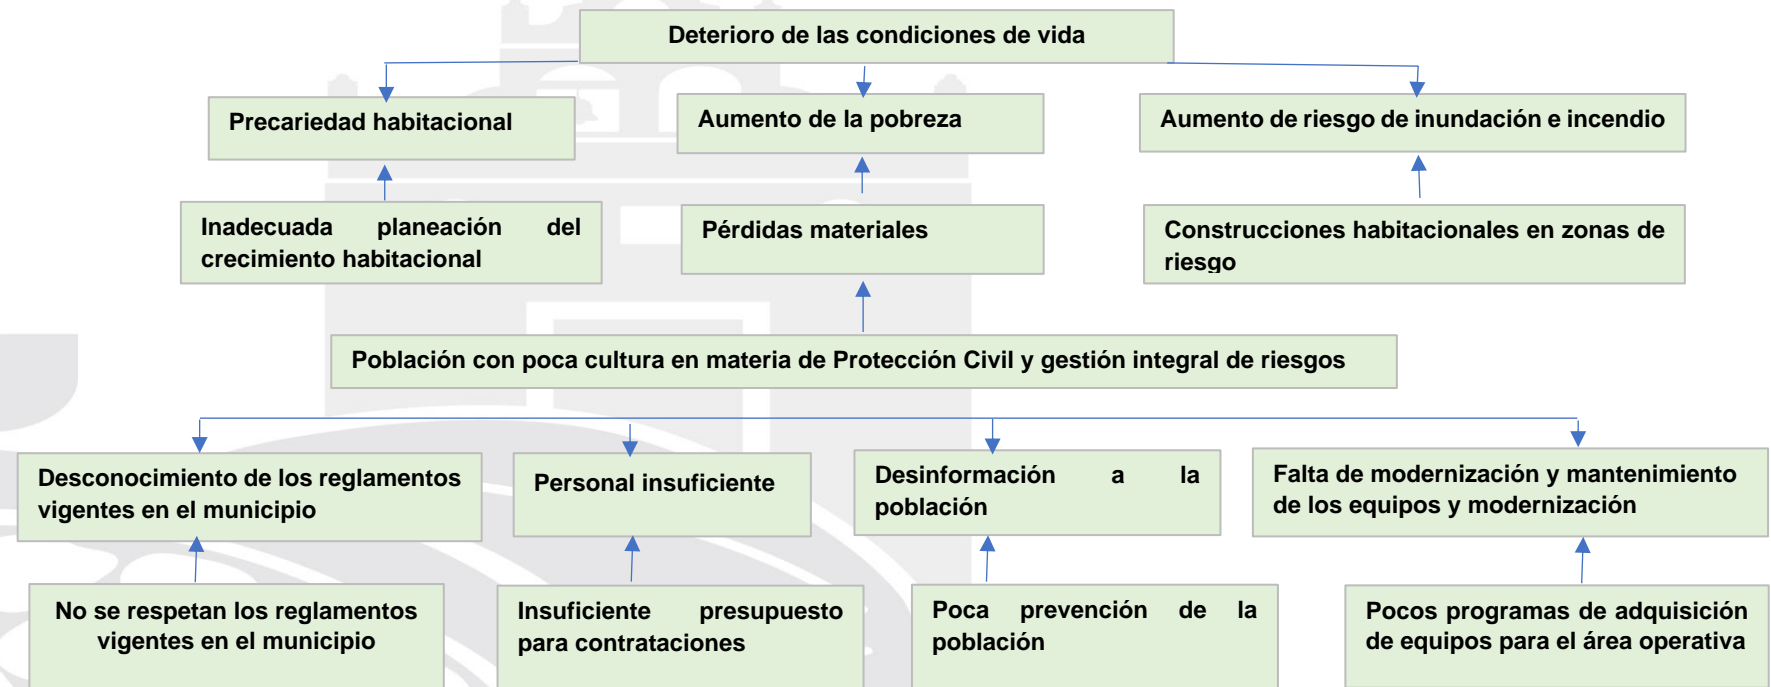 Deterioro de las condiciones de vida
Precariedad habitacional
Aumento de la pobreza
Aumento de riesgo de inundación e incendio
Inadecuada planeación del
crecimiento habitacional
Pérdidas materiales
Construcciones habitacionales en zonas de
riesgo
Población con poca cultura en materia de Protección Civil y gestión integral de riesgos
Desconocimiento de los reglamentos
vigentes en el municipio
Personal insuficiente
Desinformación a la
población
Falta de modernización y mantenimiento
de los equipos y modernización
No se respetan los reglamentos
vigentes en el municipio
Insuficiente presupuesto
para contrataciones
Poca prevención de la
población
Pocos programas de adquisición
de equipos para el área operativa